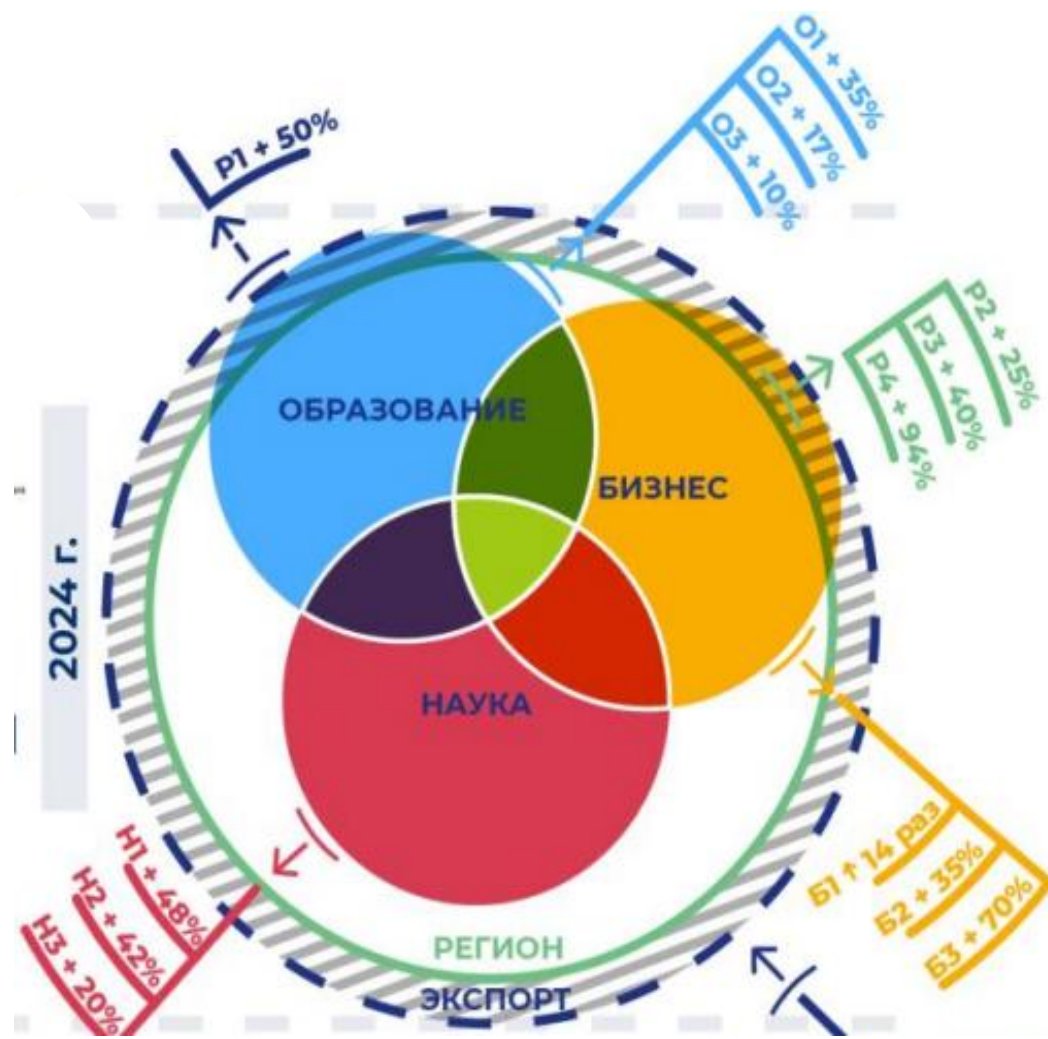 О1 + 35%
О2 + 17%
О3 + 10%
Р1 + 50%
Р2 + 25%
Р3 + 40%
Р4 + 94%
ОБРАЗОВАНИЕ
БИЗНЕС
2024 г.
НАУКА
Б1 ↑ 14 раз
Б2 + 35%
Б3 + 70%
Н1 + 48%
Н2 + 42%
Н3 + 20%
РЕГИОН
ЭКСПОРТ